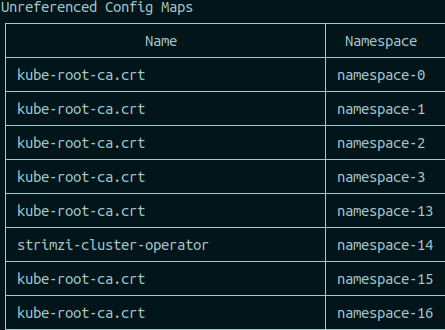 Unreferenced Config Maps
Name Namespace
kube-root-ca.crt namespace-0
kube-root-ca.crt namespace-1
kube-root-ca.crt namespace-2
kube-root-ca.crt namespace-3
kube-root-ca.crt namespace-13
strimzi-cluster-operator namespace-14
kube-root-ca.crt namespace-15
kube-root-ca.crt namespace-16